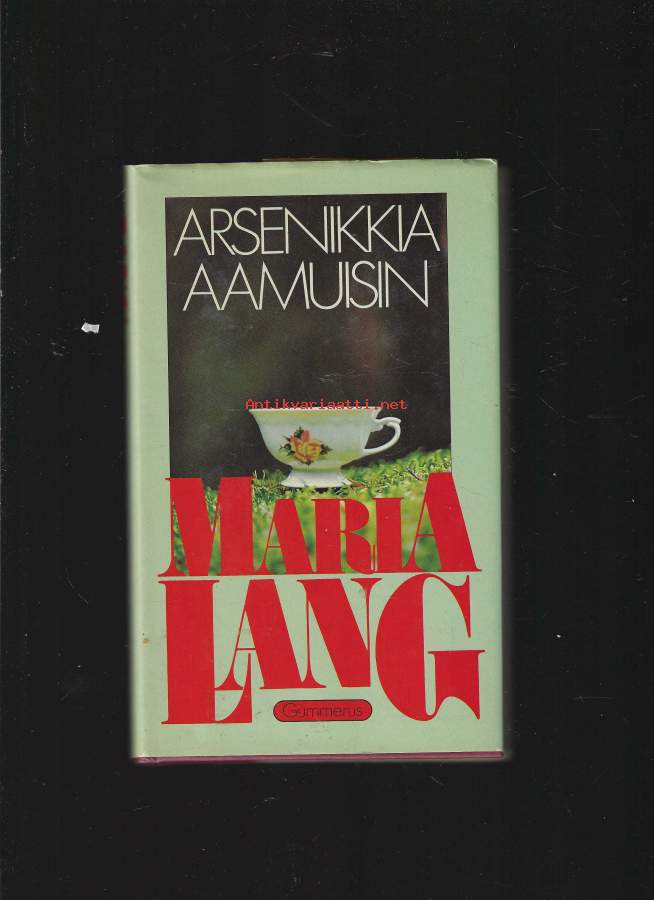 ARSENIKKIA
AAMUISIN
Antikvariaatti.net
MARIA
LANG
Gummerus